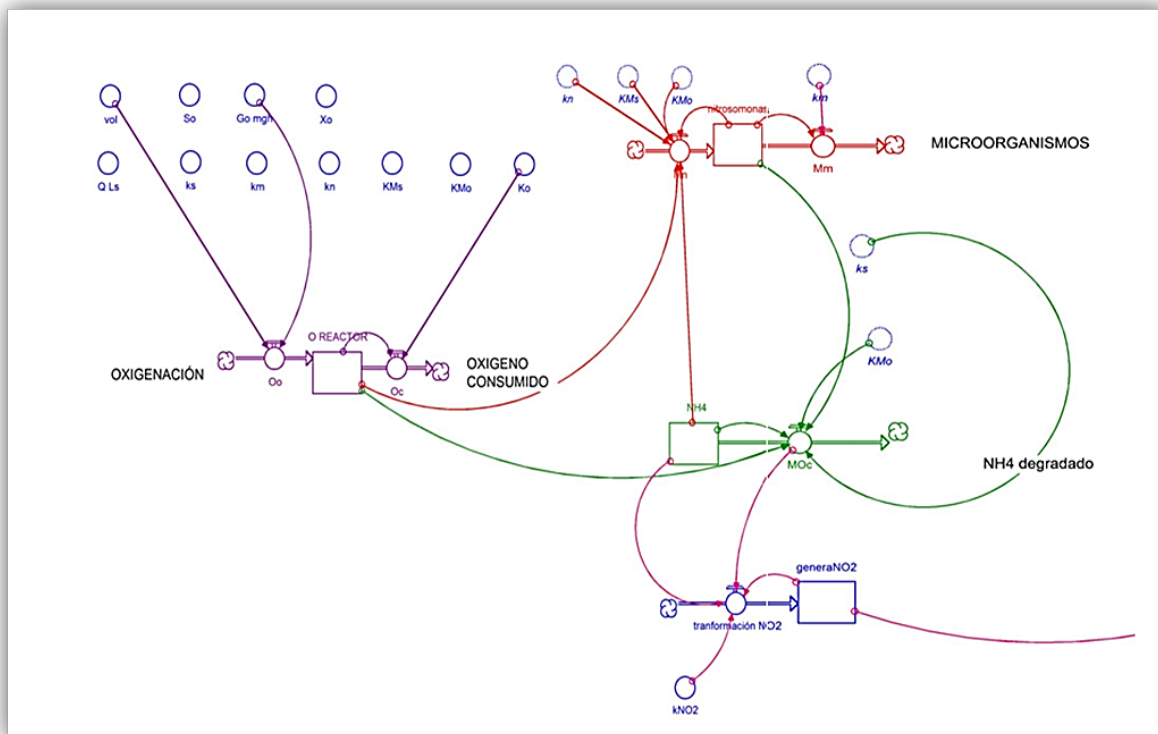 vol
So
Go mgh
Xo
Q Ls
ks
km
kn
KMs
KMo
Ko
kn
KMs
KMo
km
nitrosomonas
Mm
MICROORGANISMOS
ks
KMo
O REACTOR
OXIGENACIÓN
Oo
Oc
OXIGENO
CONSUMIDO
NH4
MOc
NH4 degradado
generaNO2
tranformación NO2
kNO2